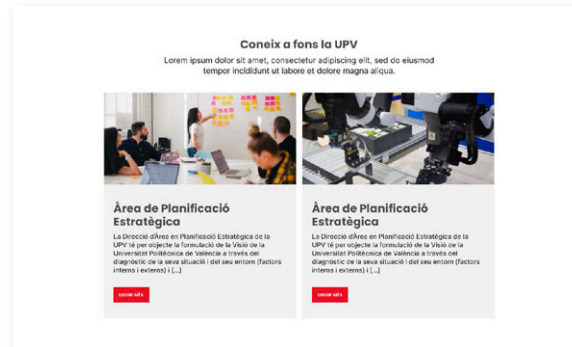 Coneix a fons la UPV
Lorem ipsum dolor sit amet, consectetur adipiscing elit, sed do eiusmod
tempor incididunt ut labore et dolore magna aliqua.
Àrea de Planificació
Estratègica
La Direcció d'Àrea en Planificació Estratègica de la
UPV té per objecte la formulació de la Visió de la
Universitat Politècnica de València a través del
diagnòstic de la seva situació i del seu entorn (factors
interns i externs) i [...]
Àrea de Planificació
Estratègica
La Direcció d'Àrea en Planificació Estratègica de la
UPV té per objecte la formulació de la Visió de la
Universitat Politècnica de València a través del
diagnòstic de la seva situació i del seu entorn (factors
interns i externs) i [...]